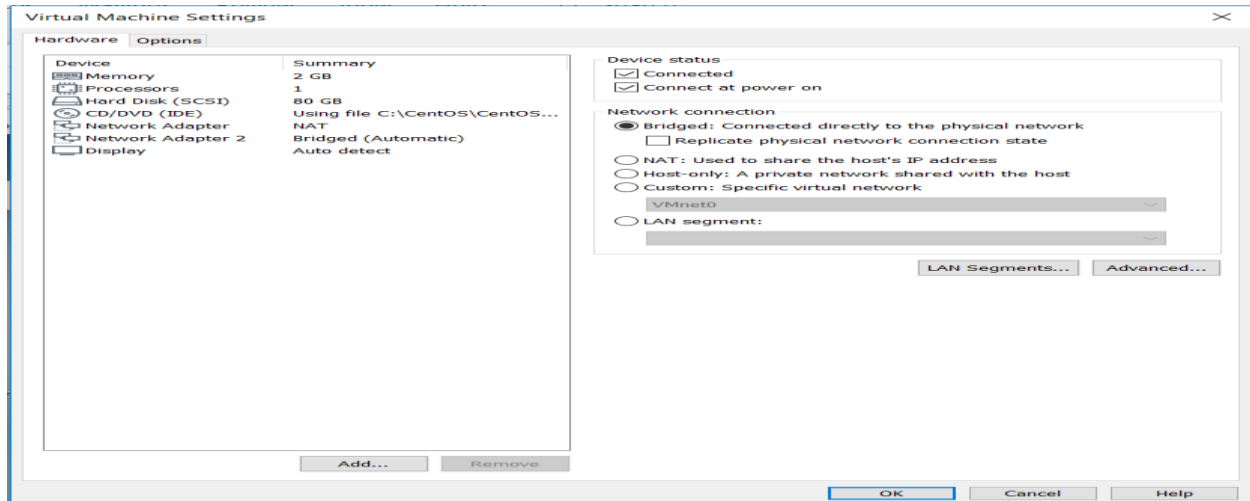 Virtual Machine Settings
Hardware Options
Device Summary
Memory 2 GB
Processors 1
Hard Disk (SCSI) 80 GB
CD/DVD (IDE) Using file C:\CentOS\CentOS...
Network Adapter NAT
Network Adapter 2 Bridged (Automatic)
Display Auto detect
Add... Remove
Device status
Connected
Connect at power on
Network connection
Bridged: Connected directly to the physical network
Replicate physical network connection state
NAT: Used to share the host's IP address
Host-only: A private network shared with the host
Custom: Specific virtual network
VMnet0
LAN segment:
LAN Segments... Advanced...
OK Cancel Help